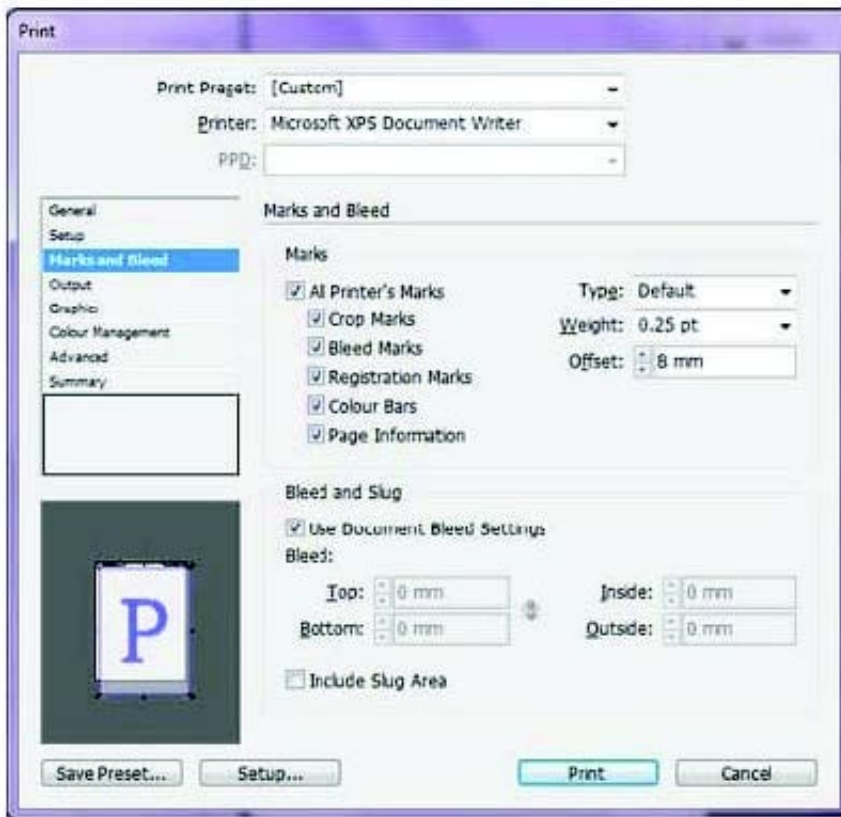 Print
Print Preset: [Custom]
Printer: Microsoft XPS Document Writer
PPD:
General
Setup
Marks and Bleed
Output
Graphics
Colour Management
Advanced
Summary
Marks and Bleed
Marks
All Printer's Marks
Crop Marks
Bleed Marks
Registration Marks
Colour Bars
Page Information
Type: Default
Weight: 0.25 pt
Offset: 8 mm
Bleed and Slug
Use Document Bleed Settings
Bleed:
Top: 0 mm
Bottom: 0 mm
Inside: 0 mm
Outside: 0 mm
Include Slug Area
P
Save Preset...
Setup...
Print
Cancel